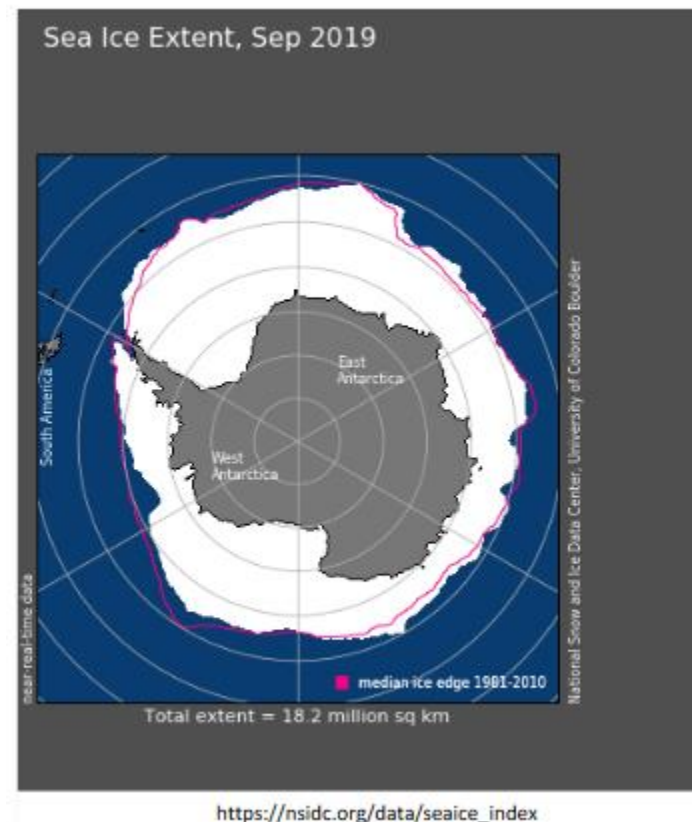 Sea Ice Extent, Sep 2019
East
Antarctica
South America
West
Antarctica
near-real-time data
National Snow and Ice Data Center, University of Colorado Boulder
median ice edge 1981-2010
Total extent = 18.2 million sq km
https://nsidc.org/data/seaice_index